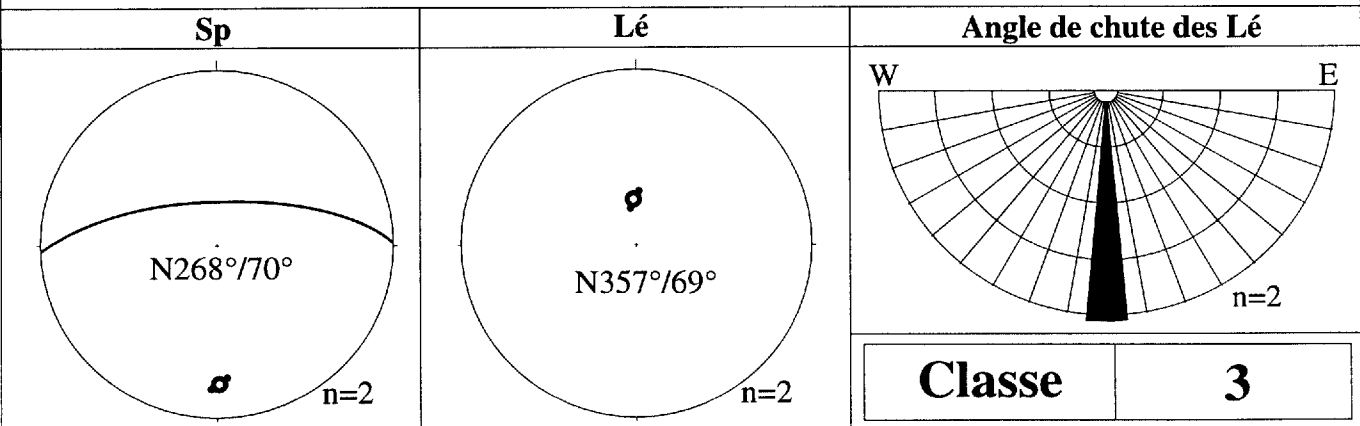 Sp
Lé
Angle de chute des Lé
N268°/70°
n=2
N357°/69°
n=2
W
E
n=2
Classe
3